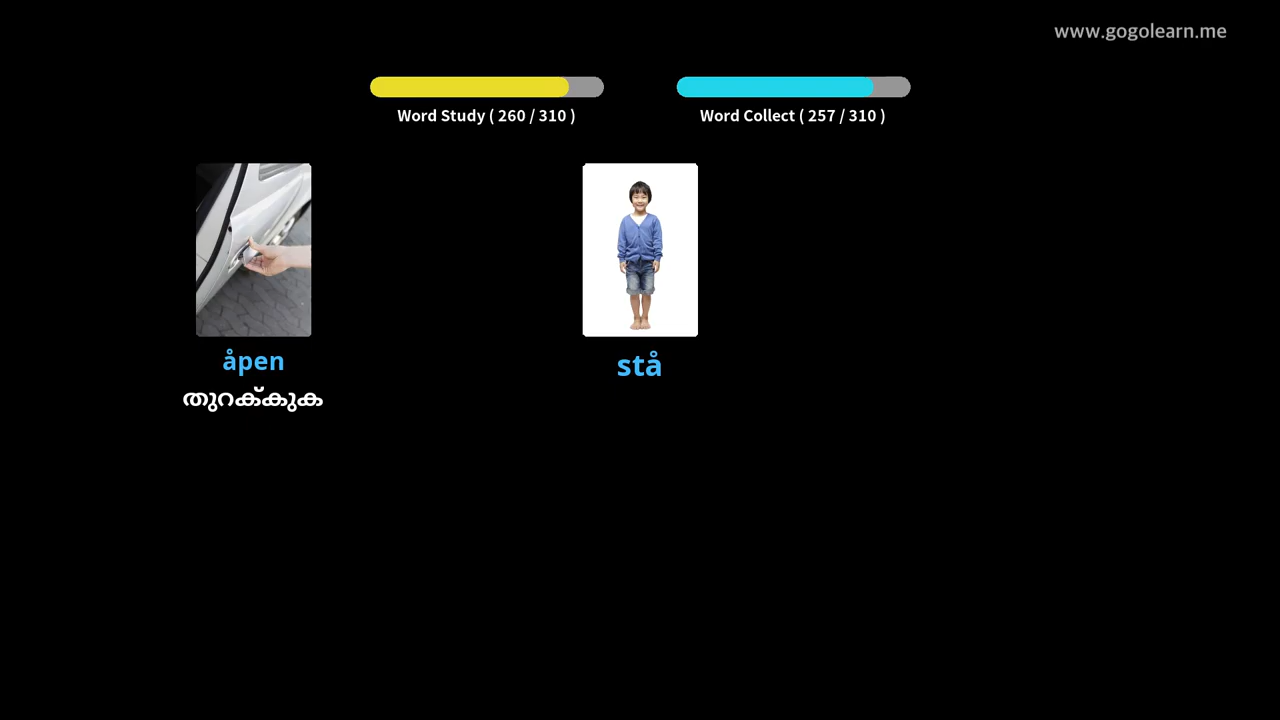 www.gogolearn.me
Word Study ( 260 / 310 )
Word Collect ( 257 / 310 )
åpen
stå
തുറക്കുക